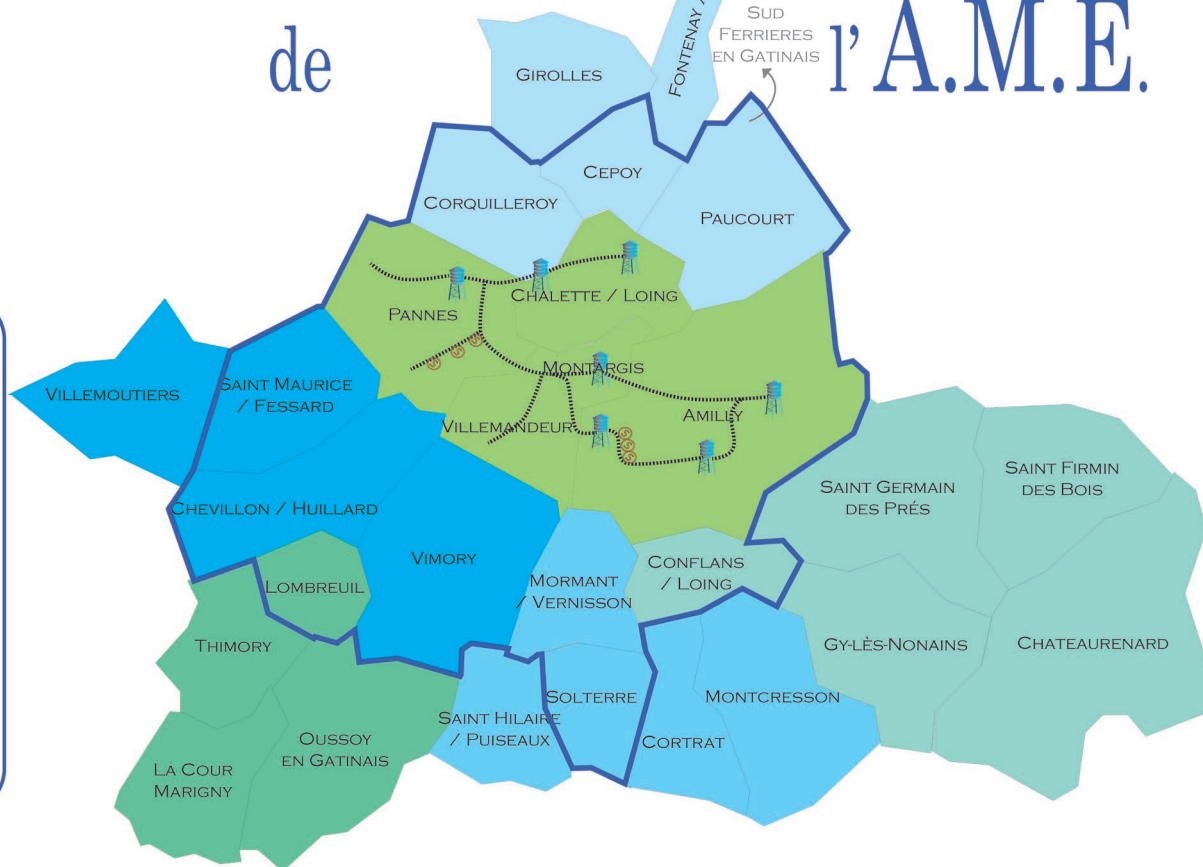 de
l' A.M.E.
SUD
FERRIERES
EN GATINAIS
FONTENAY /
GIROLLES
CEPOY
CORQUILLEROY
PAUCOURT
CHALETTE / LOING
PANNES
MONTARGIS
VILLEMOUTIERS
SAINT MAURICE
/ FESSARD
VILLEMANDEUR
AMILLY
SAINT FIRMIN
DES BOIS
SAINT GERMAIN
DES PRÉS
CHEVILLON / HUILLARD
VIMORY
CONFLANS
/ LOING
LOMBREUIL
MORMANT
/ VERNISSON
THIMORY
GY-LÈS-NONAINS
CHATEAURENARD
SOLTERRE
MONTCRESSON
SAINT HILAIRE
/ PUISEAUX
CORTRAT
OUSSOY
EN GATINAIS
LA COUR
MARIGNY